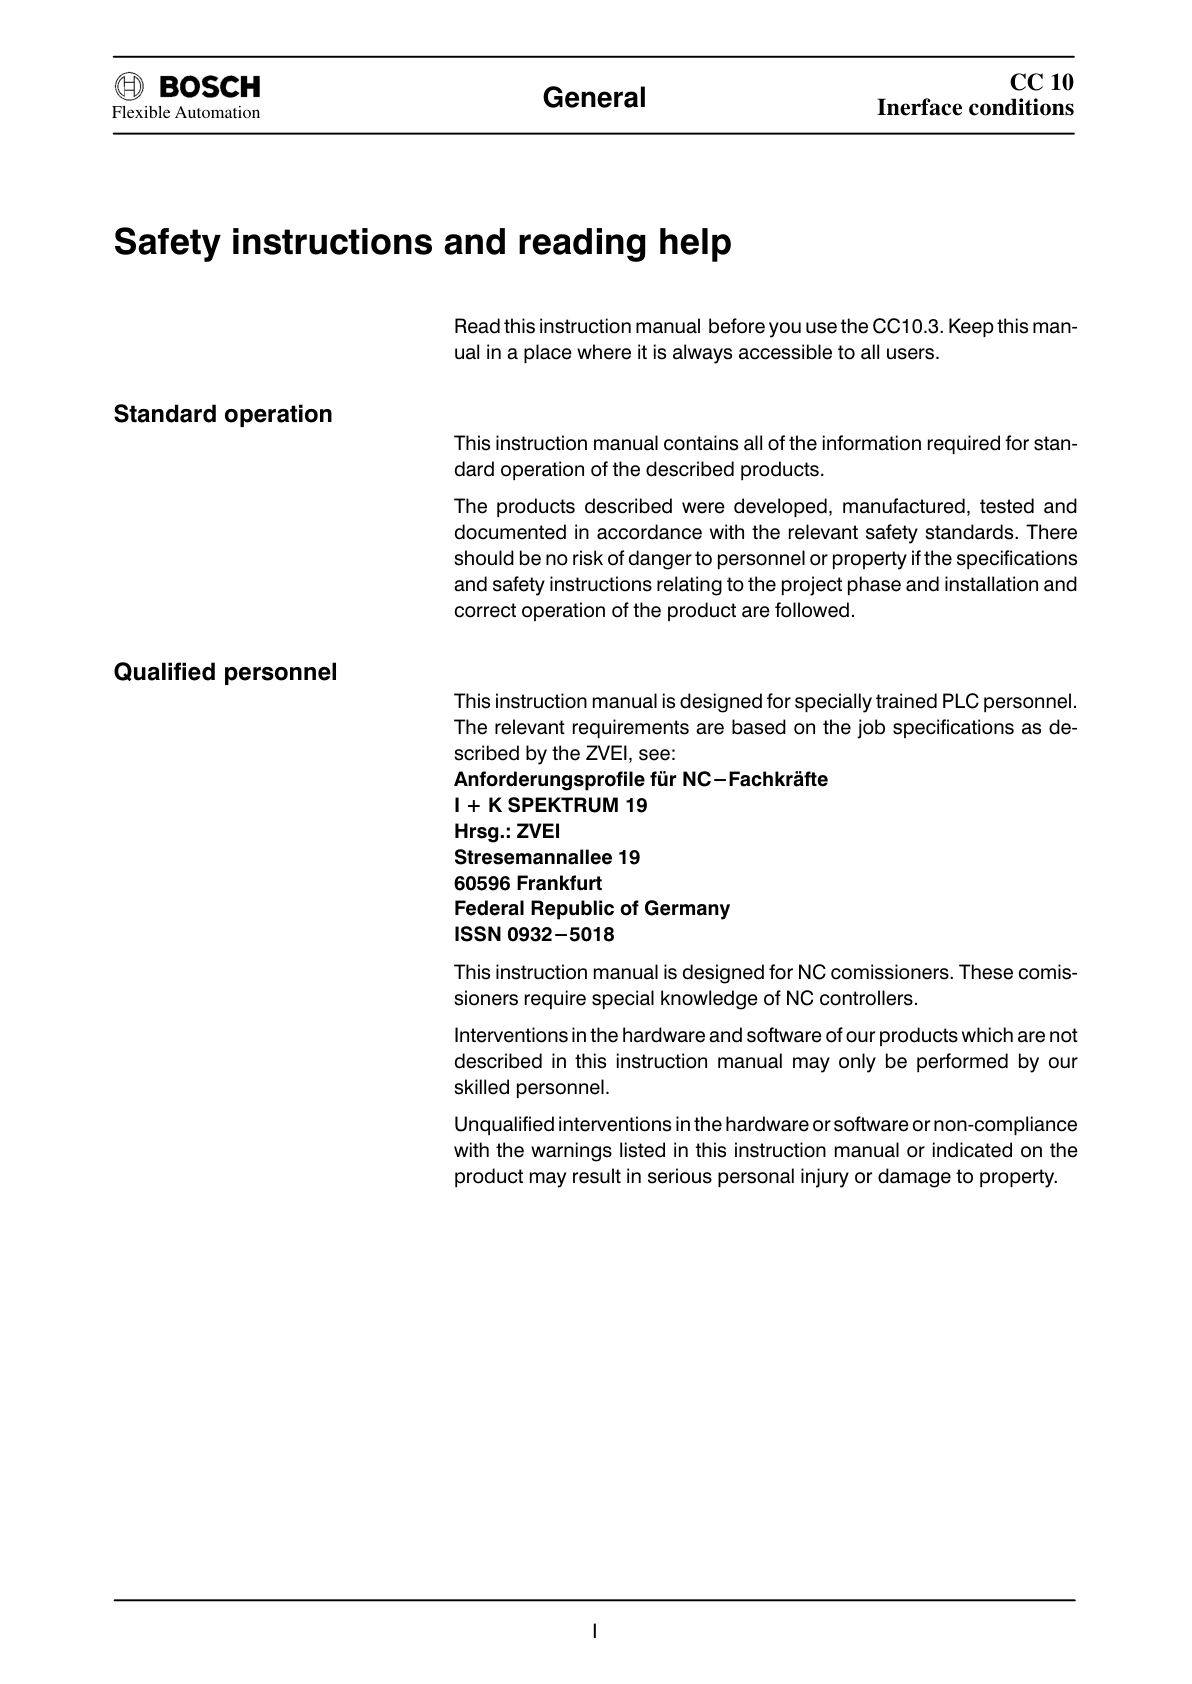 BOSCH
Flexible Automation
General
CC 10
Inerface conditions
Safety instructions and reading help
Read this instruction manual before you use the CC10.3. Keep this man-
ual in a place where it is always accessible to all users.
Standard operation
This instruction manual contains all of the information required for stan-
dard operation of the described products.
The products described were developed, manufactured, tested and
documented in accordance with the relevant safety standards. There
should be no risk of danger to personnel or property if the specifications
and safety instructions relating to the project phase and installation and
correct operation of the product are followed.
Qualified personnel
This instruction manual is designed for specially trained PLC personnel.
The relevant requirements are based on the job specifications as de-
scribed by the ZVEI, see:
Anforderungsprofile für NC−Fachkräfte
I + K SPEKTRUM 19
Hrsg.: ZVEI
Stresemannallee 19
60596 Frankfurt
Federal Republic of Germany
ISSN 0932−5018
This instruction manual is designed for NC comissioners. These comis-
sioners require special knowledge of NC controllers.
Interventions in the hardware and software of our products which are not
described in this instruction manual may only be performed by our
skilled personnel.
Unqualified interventions in the hardware or software or non-compliance
with the warnings listed in this instruction manual or indicated on the
product may result in serious personal injury or damage to property.
I